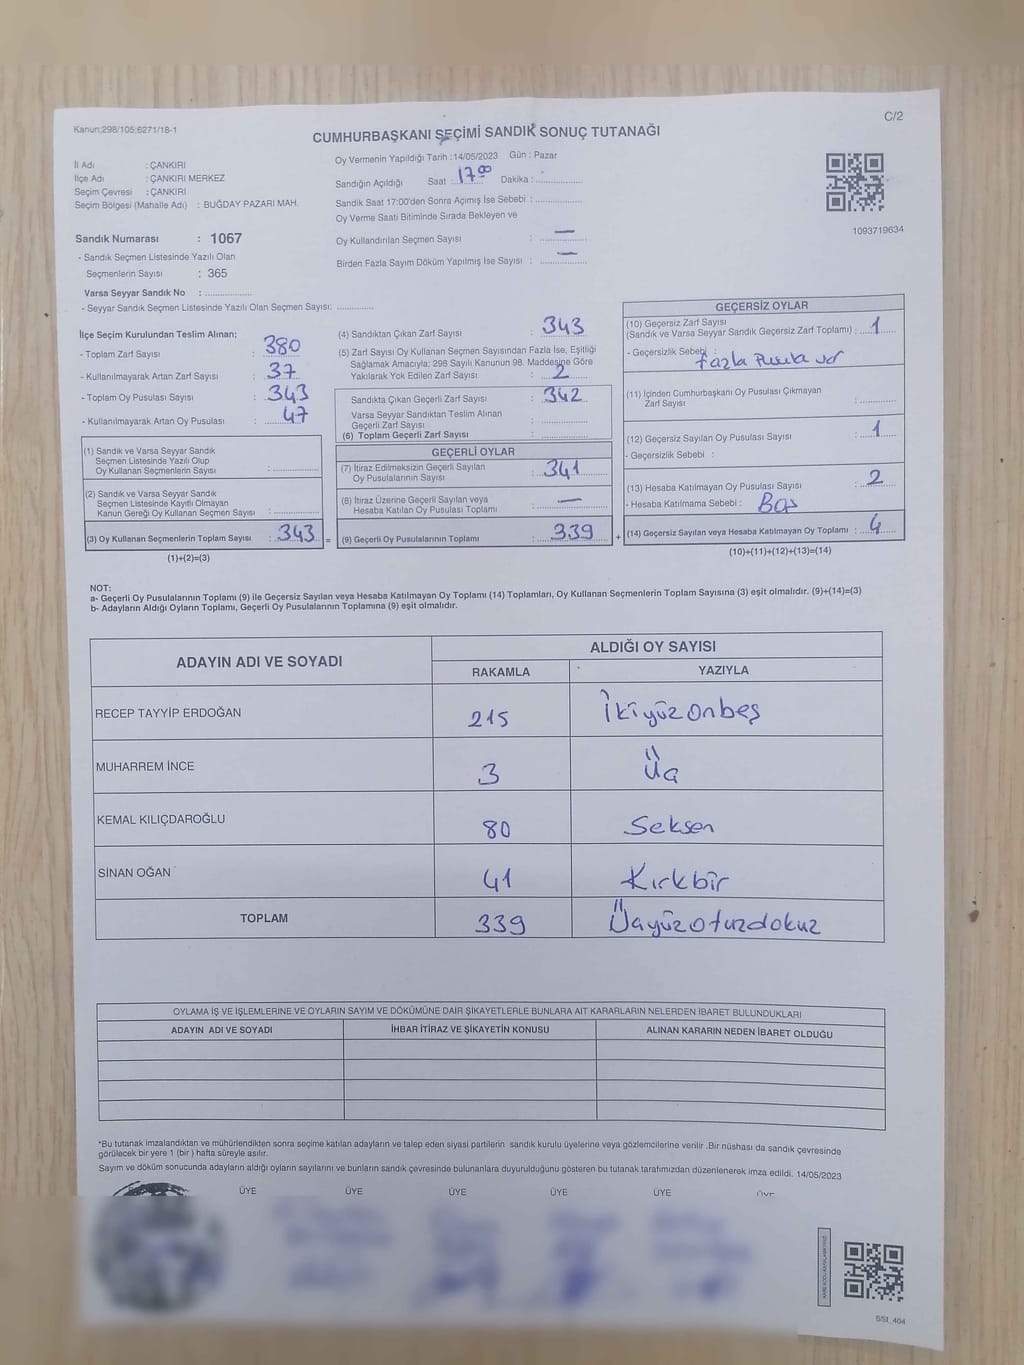 Kanun:298/105;6271/18-1
C/2
CUMHURBAŞKANI SEÇİMİ SANDIK SONUÇ TUTANAĞI
İl Adı : ÇANKIRI
İlçe Adı : ÇANKIRI MERKEZ
Seçim Çevresi : ÇANKIRI
Seçim Bölgesi (Mahalle Adı) : BUĞDAY PAZARI MAH.
Sandık Numarası : 1067
- Sandık Seçmen Listesinde Yazılı Olan
Seçmenlerin Sayısı : 365
Varsa Seyyar Sandık No : ................
- Seyyar Sandık Seçmen Listesinde Yazılı Olan Seçmen Sayısı: ............
Oy Vermenin Yapıldığı Tarih :14/05/2023 Gün : Pazar
Sandığın Açıldığı Saat : 17.00 Dakika : ................
Sandık Saat 17:00'den Sonra Açımış İse Sebebi : ................
Oy Verme Saati Bitiminde Sırada Bekleyen ve
Oy Kullandırılan Seçmen Sayısı : —
Birden Fazla Sayım Döküm Yapılmış İse Sayısı : —
1093719634
İlçe Seçim Kurulundan Teslim Alınan;
- Toplam Zarf Sayısı : 380
- Kullanılmayarak Artan Zarf Sayısı : 37
- Toplam Oy Pusulası Sayısı : 343
- Kullanılmayarak Artan Oy Pusulası : 47
(1) Sandık ve Varsa Seyyar Sandık
Seçmen Listesinde Yazılı Olup
Oy Kullanan Seçmenlerin Sayısı : ................
(2) Sandık ve Varsa Seyyar Sandık
Seçmen Listesinde Kayıtlı Olmayan
Kanun Gereği Oy Kullanan Seçmen Sayısı : ................
(3) Oy Kullanan Seçmenlerin Toplam Sayısı : 343 =
(1)+(2)=(3)
(4) Sandıktan Çıkan Zarf Sayısı : 343
(5) Zarf Sayısı Oy Kullanan Seçmen Sayısından Fazla İse, Eşitliği
Sağlamak Amacıyla; 298 Sayılı Kanunun 98. Maddesine Göre
Yakılarak Yok Edilen Zarf Sayısı : 2
Sandıkta Çıkan Geçerli Zarf Sayısı : 342
Varsa Seyyar Sandıktan Teslim Alınan
Geçerli Zarf Sayısı : ................
(6) Toplam Geçerli Zarf Sayısı : ................
GEÇERLİ OYLAR
(7) İtiraz Edilmeksizin Geçerli Sayılan
Oy Pusulalarının Sayısı : 341
(8) İtiraz Üzerine Geçerli Sayılan veya
Hesaba Katılan Oy Pusulası Toplamı : —
(9) Geçerli Oy Pusulalarının Toplamı : 339 +
GEÇERSİZ OYLAR
(10) Geçersiz Zarf Sayısı
(Sandık ve Varsa Seyyar Sandık Geçersiz Zarf Toplamı) : 1
- Geçersizlik Sebebi :
fazla Pusula var
(11) İçinden Cumhurbaşkanı Oy Pusulası Çıkmayan
Zarf Sayısı : ................
(12) Geçersiz Sayılan Oy Pusulası Sayısı : 1
- Geçersizlik Sebebi :
(13) Hesaba Katılmayan Oy Pusulası Sayısı : 2
- Hesaba Katılmama Sebebi : Boş
(14) Geçersiz Sayılan veya Hesaba Katılmayan Oy Toplamı : 4
(10)+(11)+(12)+(13)=(14)
NOT:
a- Geçerli Oy Pusulalarının Toplamı (9) ile Geçersiz Sayılan veya Hesaba Katılmayan Oy Toplamı (14) Toplamları, Oy Kullanan Seçmenlerin Toplam Sayısına (3) eşit olmalıdır. (9)+(14)=(3)
b- Adayların Aldığı Oyların Toplamı, Geçerli Oy Pusulalarının Toplamına (9) eşit olmalıdır.
ADAYIN ADI VE SOYADI
ALDIĞI OY SAYISI
RAKAMLA YAZIYLA
RECEP TAYYİP ERDOĞAN 215 İkiyüzonbeş
MUHARREM İNCE 3 Üç
KEMAL KILIÇDAROĞLU 80 Seksen
SİNAN OĞAN 41 Kırkbir
TOPLAM 339 Üçyüzotuzdokuz
OYLAMA İŞ VE İŞLEMLERİNE VE OYLARIN SAYIM VE DÖKÜMÜNE DAİR ŞİKAYETLERLE BUNLARA AİT KARARLARIN NELERDEN İBARET BULUNDUKLARI
ADAYIN ADI VE SOYADI İHBAR İTİRAZ VE ŞİKAYETİN KONUSU ALINAN KARARIN NEDEN İBARET OLDUĞU
*Bu tutanak imzalandıktan ve mühürlendikten sonra seçime katılan adayların ve talep eden siyasi partilerin sandık kurulu üyelerine veya gözlemcilerine verilir .Bir nüshası da sandık çevresinde
görülecek bir yere 1 (bir ) hafta süreyle asılır.
Sayım ve döküm sonucunda adayların aldığı oyların sayılarını ve bunların sandık çevresinde bulunanlara duyurulduğunu gösteren bu tutanak tarafımızdan düzenlenerek imza edildi. 14/05/2023
ÜYE ÜYE ÜYE ÜYE ÜYE ÜYE
SSI_404